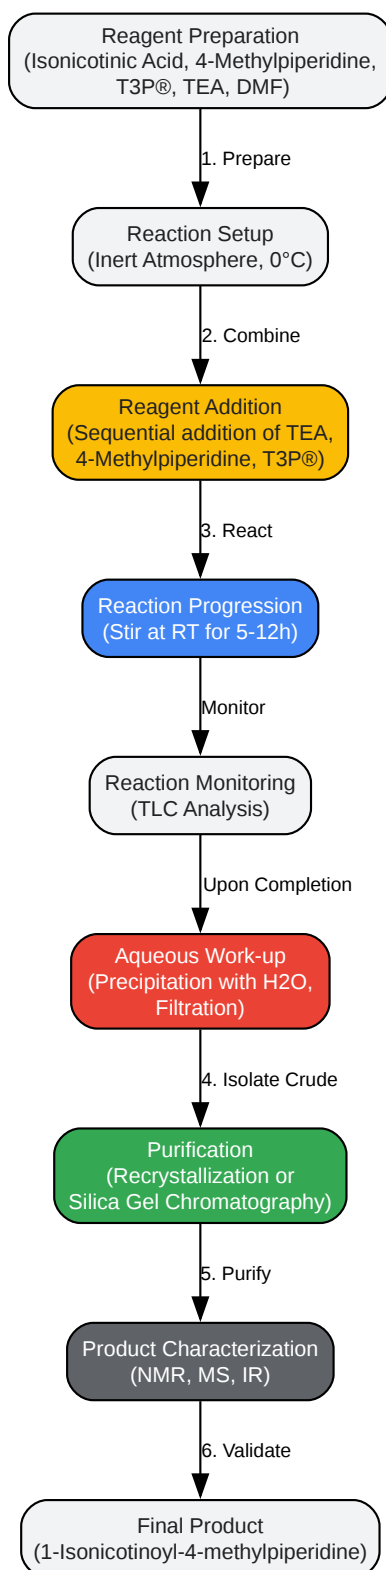 Reagent Preparation
(Isonicotinic Acid, 4-Methylpiperidine,
T3P®, TEA, DMF)
1. Prepare
Reaction Setup
(Inert Atmosphere, 0°C)
2. Combine
Reagent Addition
(Sequential addition of TEA,
4-Methylpiperidine, T3P®)
3. React
Reaction Progression
(Stir at RT for 5-12h)
Monitor
Reaction Monitoring
(TLC Analysis)
Upon Completion
Aqueous Work-up
(Precipitation with H2O,
Filtration)
4. Isolate Crude
Purification
(Recrystallization or
Silica Gel Chromatography)
5. Purify
Product Characterization
(NMR, MS, IR)
6. Validate
Final Product
(1-Isonicotinoyl-4-methylpiperidine)